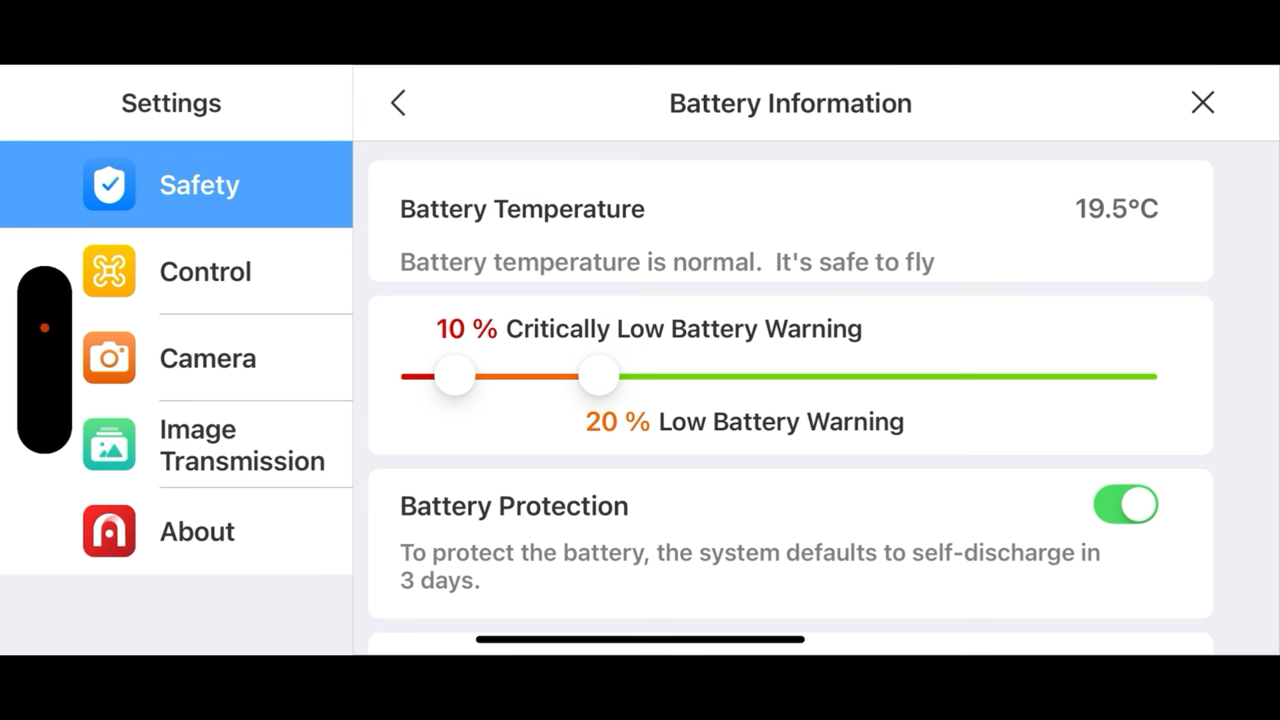 Settings
Safety
Control
Camera
Image
Transmission
About
Battery Information
Battery Temperature 19.5°C
Battery temperature is normal. It's safe to fly
10 % Critically Low Battery Warning
20 % Low Battery Warning
Battery Protection
To protect the battery, the system defaults to self-discharge in
3 days.